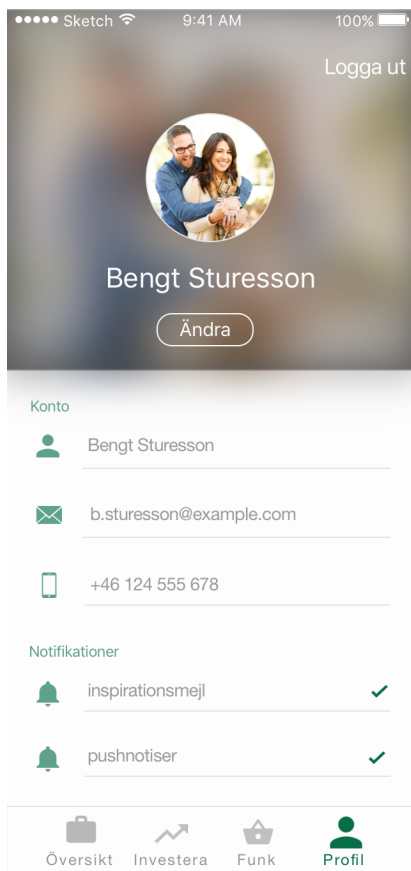 Sketch 9:41 AM 100%
Logga ut
Bengt Sturesson
Ändra
Konto
Bengt Sturesson
b.sturesson@example.com
+46 124 555 678
Notifikationer
inspirationsmejl
pushnotiser
Översikt Investera Funk Profil